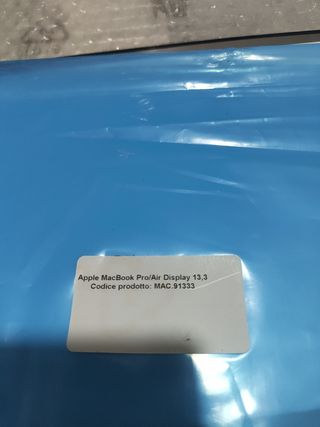 Apple MacBook Pro/Air Display 13,3
Codice prodotto: MAC.91333